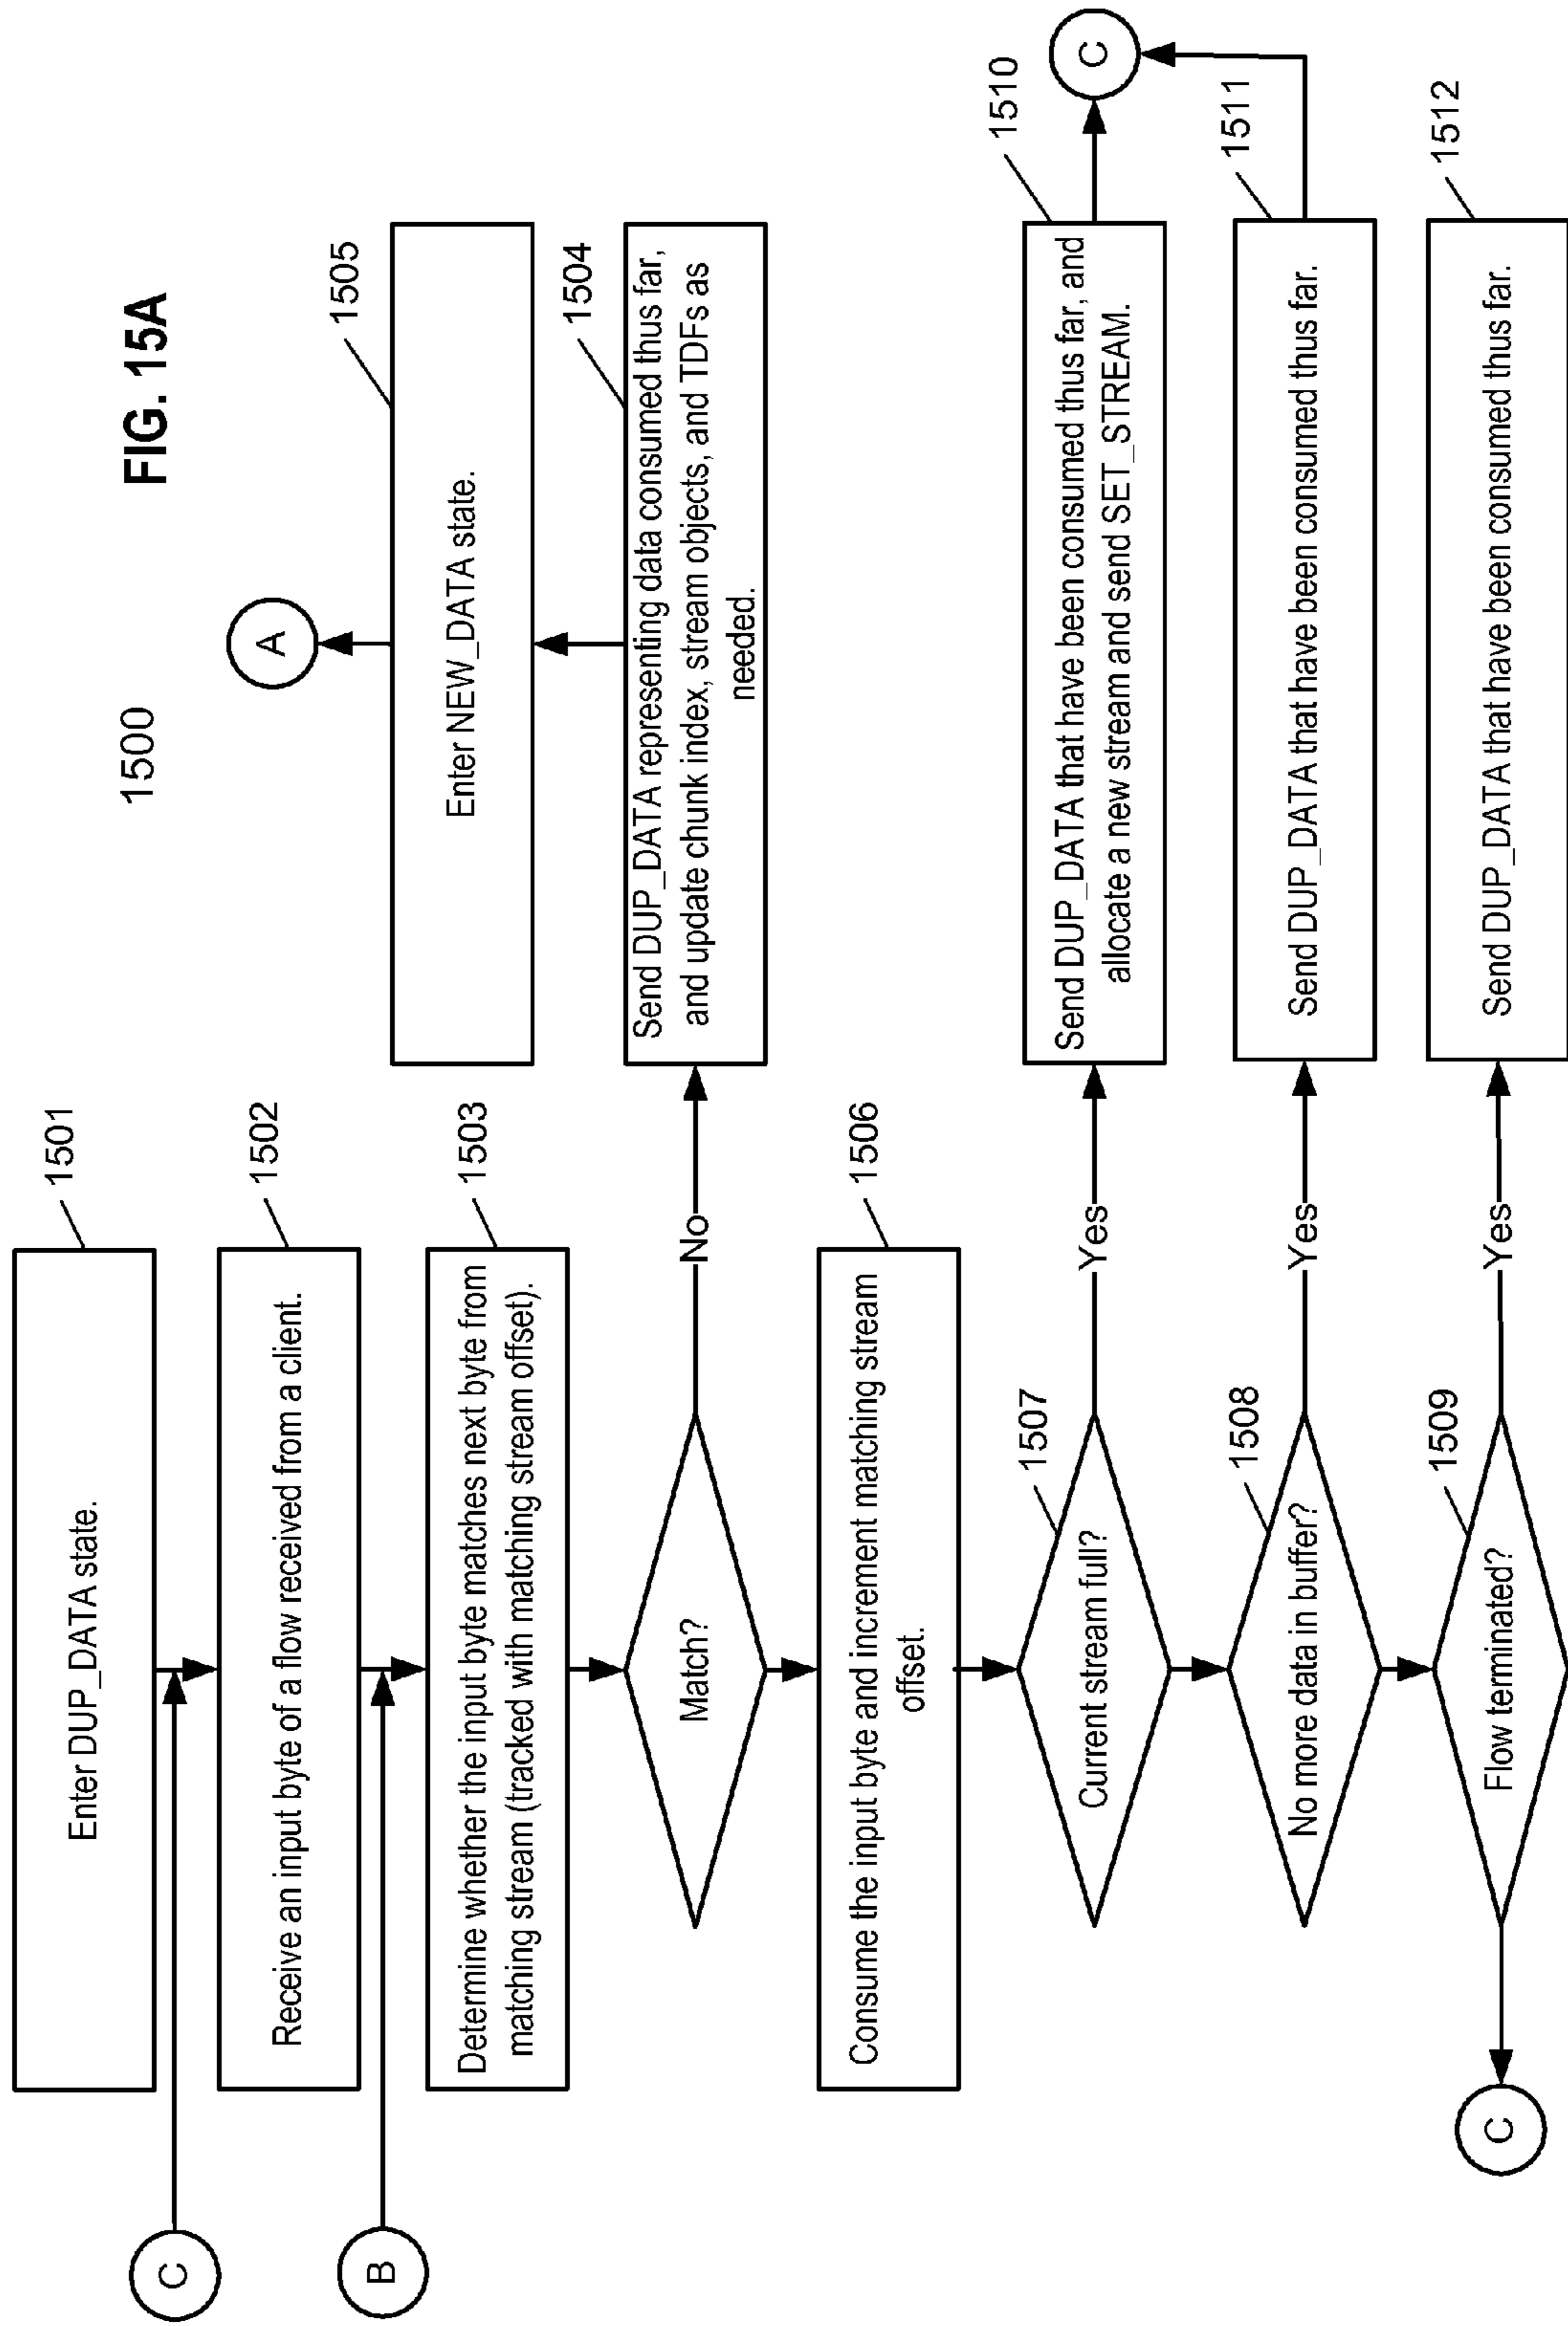 1500
FIG. 15A
Enter DUP_DATA state.
1501
C
Receive an input byte of a flow received from a client.
1502
B
Determine whether the input byte matches next byte from
matching stream (tracked with matching stream offset).
1503
Match?
No
A
Enter NEW_DATA state.
1505
Send DUP_DATA representing data consumed thus far,
and update chunk index, stream objects, and TDFs as
needed.
1504
Consume the input byte and increment matching stream
offset.
1506
Current stream full?
1507
Yes
Send DUP_DATA that have been consumed thus far, and
allocate a new stream and send SET_STREAM.
1510
C
No more data in buffer?
1508
Yes
Send DUP_DATA that have been consumed thus far.
1511
Flow terminated?
1509
Yes
Send DUP_DATA that have been consumed thus far.
1512
C